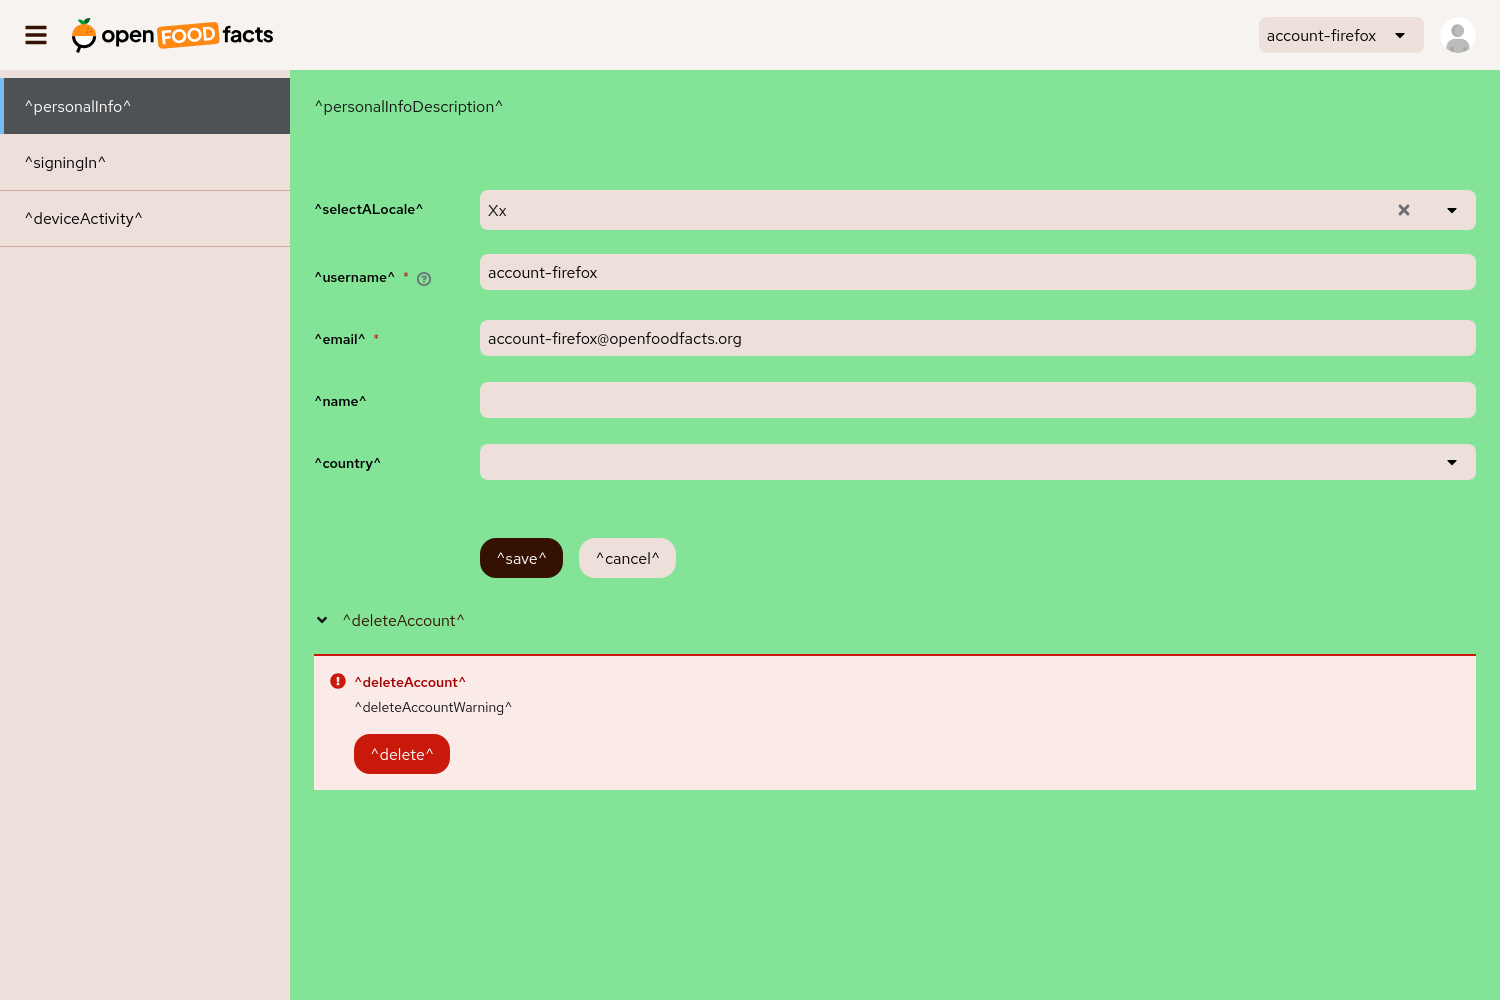 open FOOD facts
account-firefox
^personalInfo^
^signingIn^
^deviceActivity^
^personalInfoDescription^
^selectALocale^ Xx
^username^ * account-firefox
^email^ * account-firefox@openfoodfacts.org
^name^
^country^
^save^ ^cancel^
^deleteAccount^
^deleteAccount^
^deleteAccountWarning^
^delete^